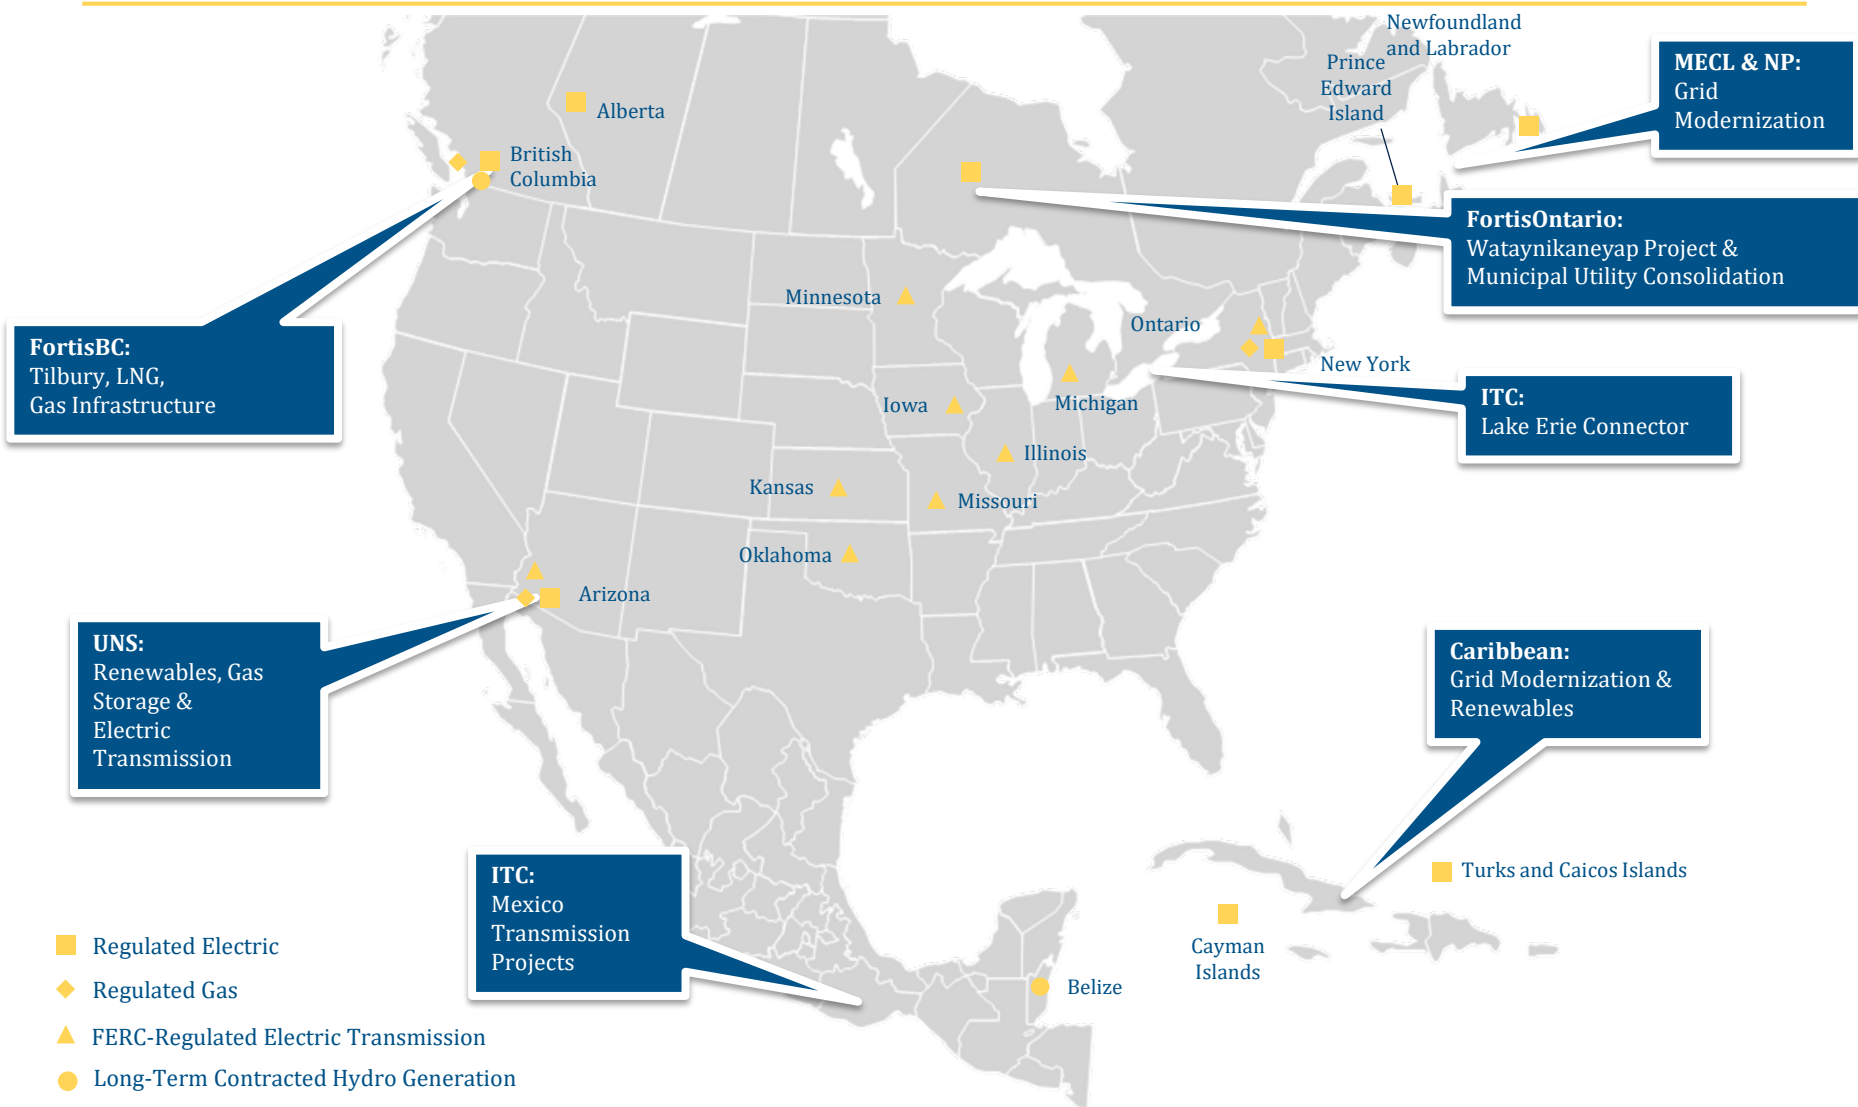 Newfoundland
and Labrador
Prince
Edward
Island
MECL & NP:
Grid
Modernization
Alberta
British
Columbia
FortisOntario:
Wataynikaneyap Project &
Municipal Utility Consolidation
Minnesota
Ontario
New York
FortisBC:
Tilbury, LNG,
Gas Infrastructure
Iowa
Michigan
ITC:
Lake Erie Connector
Illinois
Kansas
Missouri
Oklahoma
Arizona
UNS:
Renewables, Gas
Storage &
Electric
Transmission
Caribbean:
Grid Modernization &
Renewables
ITC:
Mexico
Transmission
Projects
Turks and Caicos Islands
Cayman
Islands
Belize
Regulated Electric
Regulated Gas
FERC-Regulated Electric Transmission
Long-Term Contracted Hydro Generation